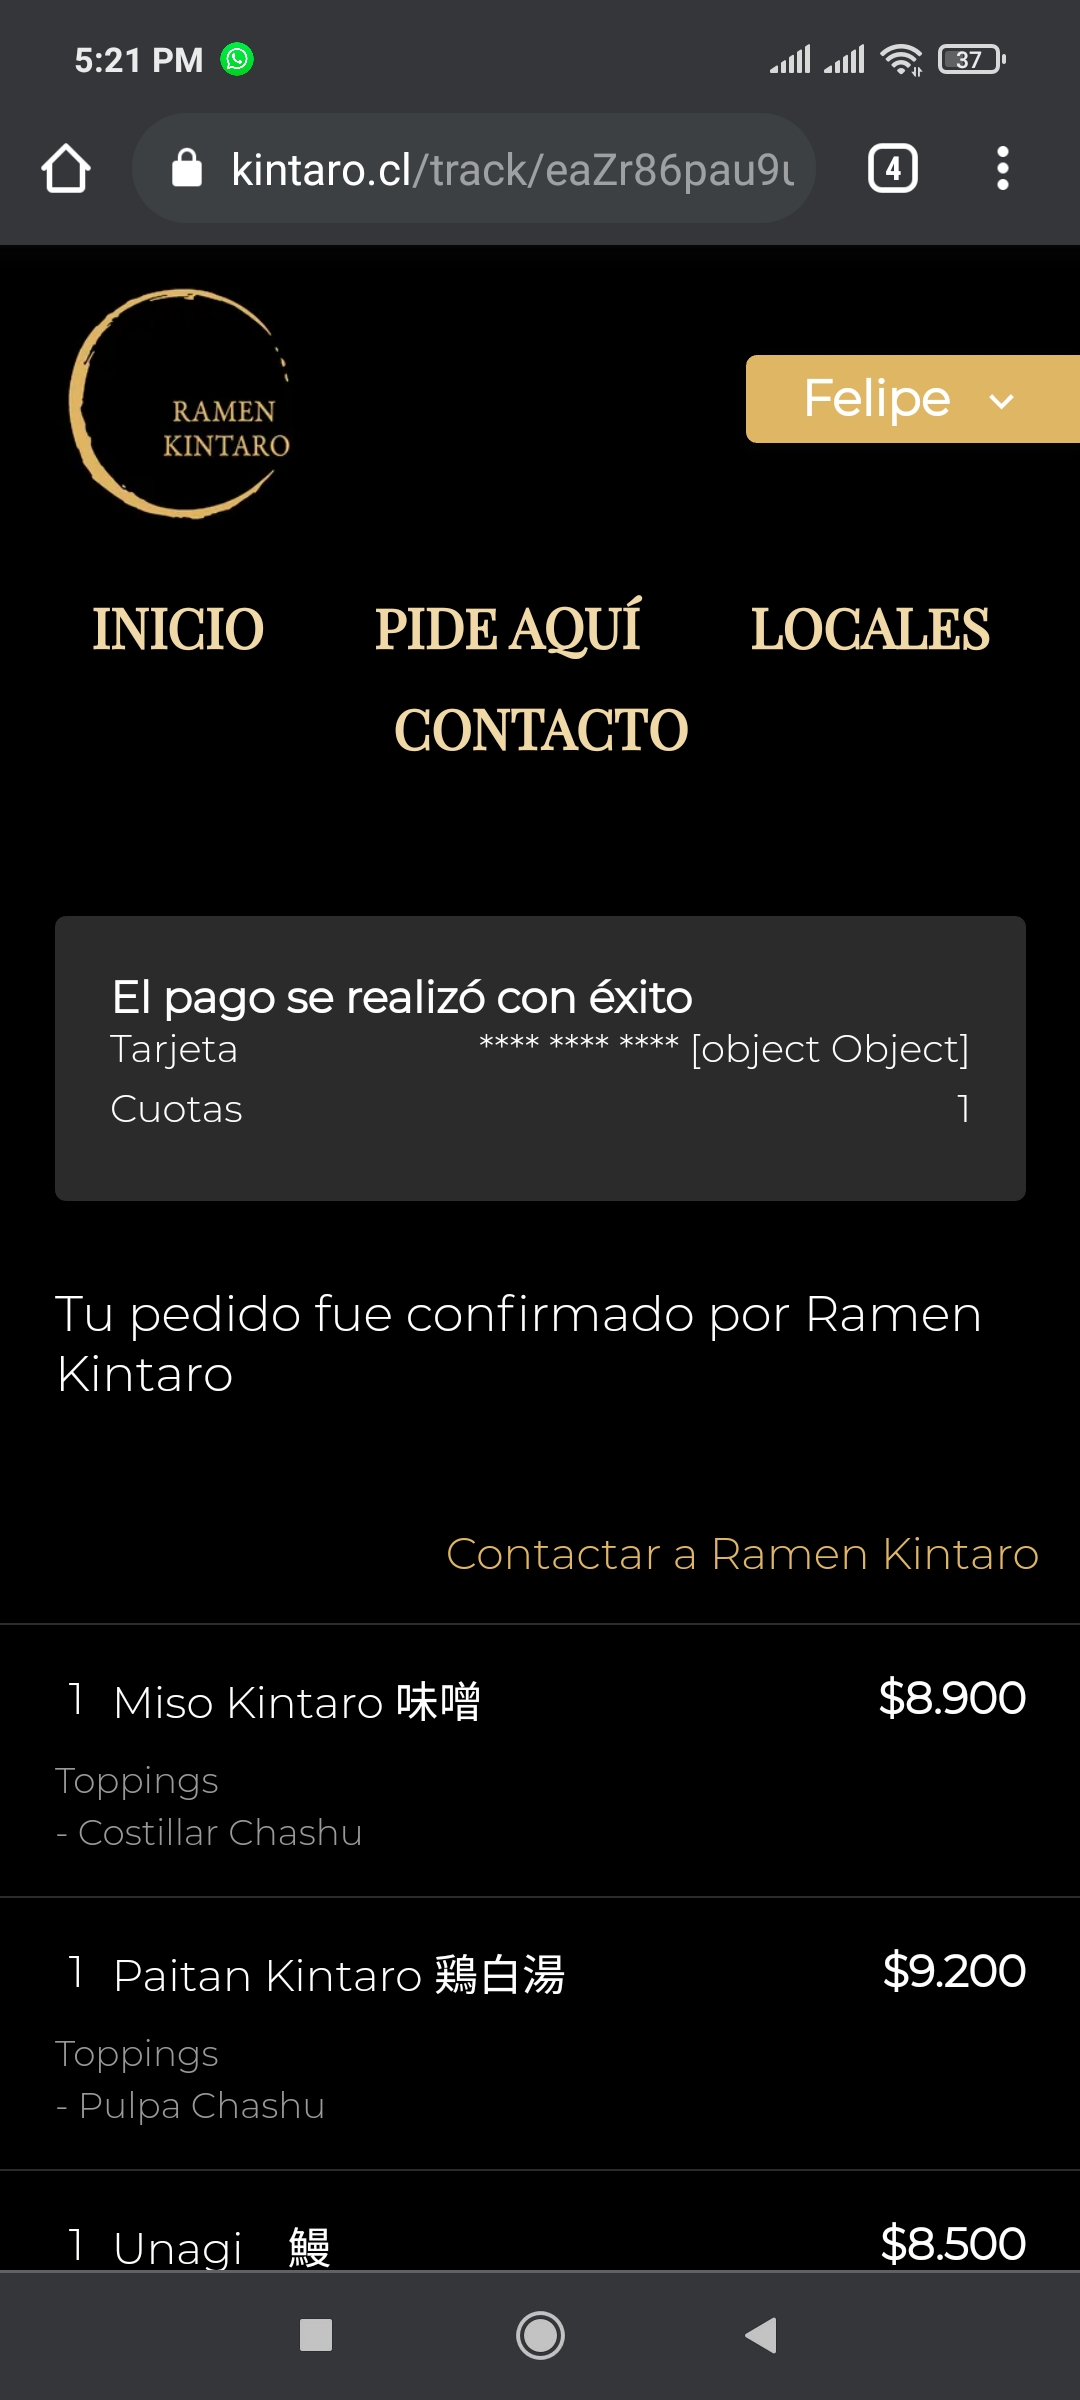 5:21 PM 37
kintaro.cl/track/eaZr86pau9u 4
RAMEN
KINTARO
Felipe
INICIO PIDE AQUÍ LOCALES
CONTACTO
El pago se realizó con éxito
Tarjeta **** **** **** [object Object]
Cuotas 1
Tu pedido fue confirmado por Ramen
Kintaro
Contactar a Ramen Kintaro
1 Miso Kintaro 味噌 $8.900
Toppings
- Costillar Chashu
1 Paitan Kintaro 鶏白湯 $9.200
Toppings
- Pulpa Chashu
1 Unagi 鰻 $8.500